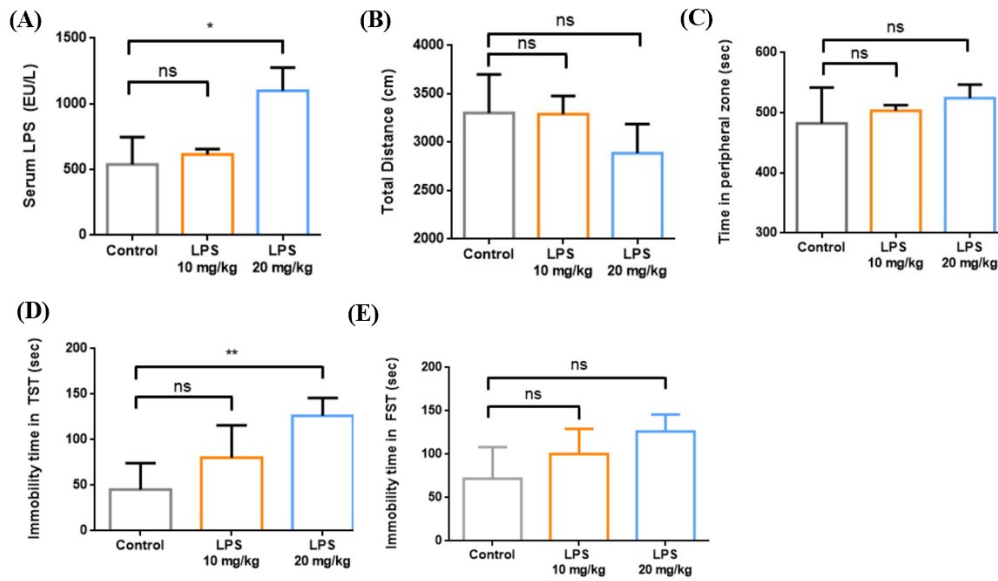 (A)
Serum LPS (EU/L)
1500
1000
500
0
*
ns
Control
LPS
10 mg/kg
LPS
20 mg/kg
(B)
Total Distance (cm)
4000
3500
3000
2500
2000
ns
ns
Control
LPS
10 mg/kg
LPS
20 mg/kg
(C)
Time in peripheral zone (sec)
600
500
400
300
ns
ns
Control
LPS
10 mg/kg
LPS
20 mg/kg
(D)
Immobility time in TST (sec)
200
150
100
50
0
**
ns
Control
LPS
10 mg/kg
LPS
20 mg/kg
(E)
Immobility time in FST (sec)
200
150
100
50
0
ns
ns
Control
LPS
10 mg/kg
LPS
20 mg/kg